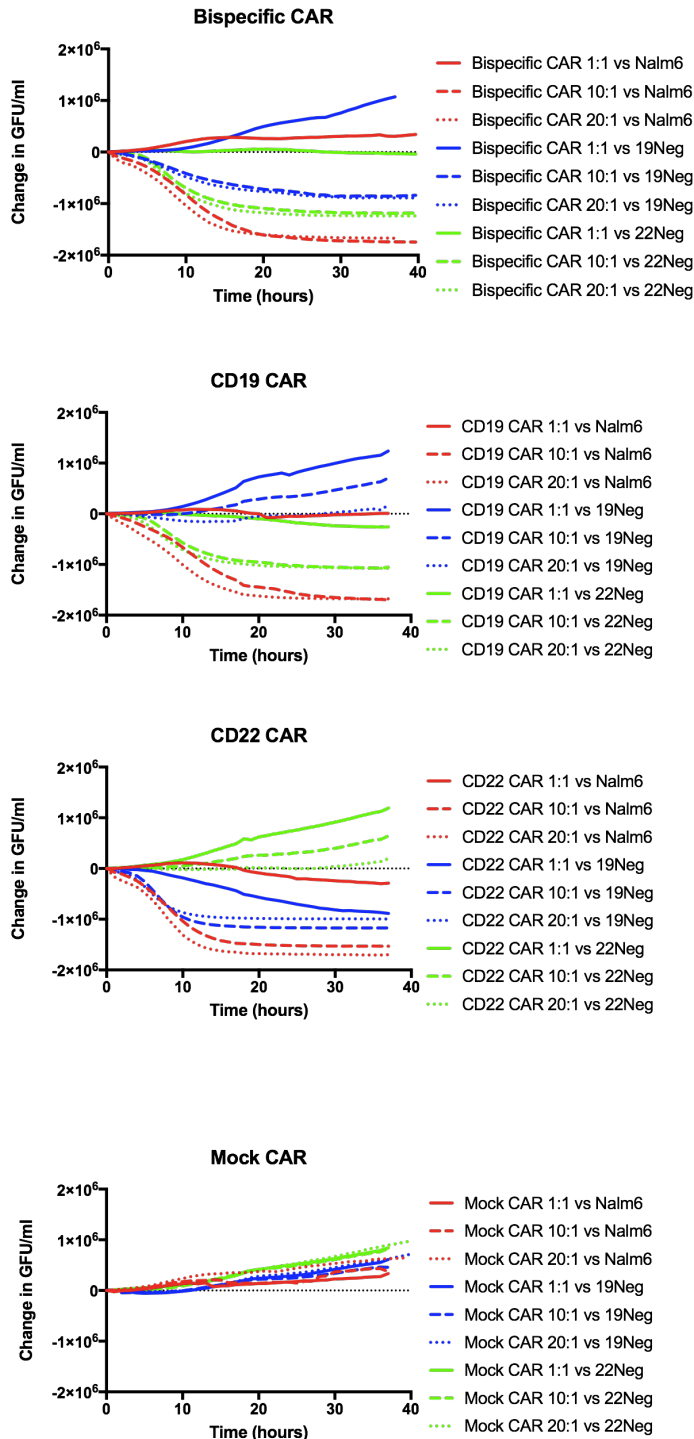 Bispecific CAR
2×10⁶
1×10⁶
0
-1×10⁶
-2×10⁶
Change in GFU/ml
0 10 20 30 40
Time (hours)
Bispecific CAR 1:1 vs Nalm6
Bispecific CAR 10:1 vs Nalm6
Bispecific CAR 20:1 vs Nalm6
Bispecific CAR 1:1 vs 19Neg
Bispecific CAR 10:1 vs 19Neg
Bispecific CAR 20:1 vs 19Neg
Bispecific CAR 1:1 vs 22Neg
Bispecific CAR 10:1 vs 22Neg
Bispecific CAR 20:1 vs 22Neg
CD19 CAR
2×10⁶
1×10⁶
0
-1×10⁶
-2×10⁶
Change in GFU/ml
0 10 20 30 40
Time (hours)
CD19 CAR 1:1 vs Nalm6
CD19 CAR 10:1 vs Nalm6
CD19 CAR 20:1 vs Nalm6
CD19 CAR 1:1 vs 19Neg
CD19 CAR 10:1 vs 19Neg
CD19 CAR 20:1 vs 19Neg
CD19 CAR 1:1 vs 22Neg
CD19 CAR 10:1 vs 22Neg
CD19 CAR 20:1 vs 22Neg
CD22 CAR
2×10⁶
1×10⁶
0
-1×10⁶
-2×10⁶
Change in GFU/ml
0 10 20 30 40
Time (hours)
CD22 CAR 1:1 vs Nalm6
CD22 CAR 10:1 vs Nalm6
CD22 CAR 20:1 vs Nalm6
CD22 CAR 1:1 vs 19Neg
CD22 CAR 10:1 vs 19Neg
CD22 CAR 20:1 vs 19Neg
CD22 CAR 1:1 vs 22Neg
CD22 CAR 10:1 vs 22Neg
CD22 CAR 20:1 vs 22Neg
Mock CAR
2×10⁶
1×10⁶
0
-1×10⁶
-2×10⁶
Change in GFU/ml
0 10 20 30 40
Time (hours)
Mock CAR 1:1 vs Nalm6
Mock CAR 10:1 vs Nalm6
Mock CAR 20:1 vs Nalm6
Mock CAR 1:1 vs 19Neg
Mock CAR 10:1 vs 19Neg
Mock CAR 20:1 vs 19Neg
Mock CAR 1:1 vs 22Neg
Mock CAR 10:1 vs 22Neg
Mock CAR 20:1 vs 22Neg